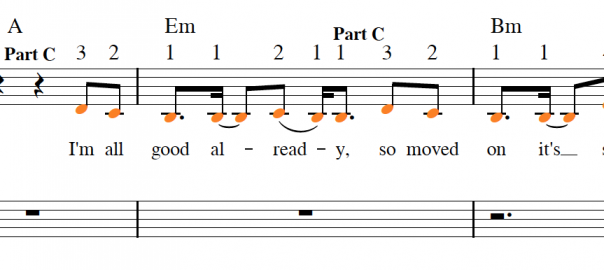 A Em Bm
Part C
Part C 3 2 1 1 2 1 1 3 2 1 1
I'm all good al - read - y, so moved on it's